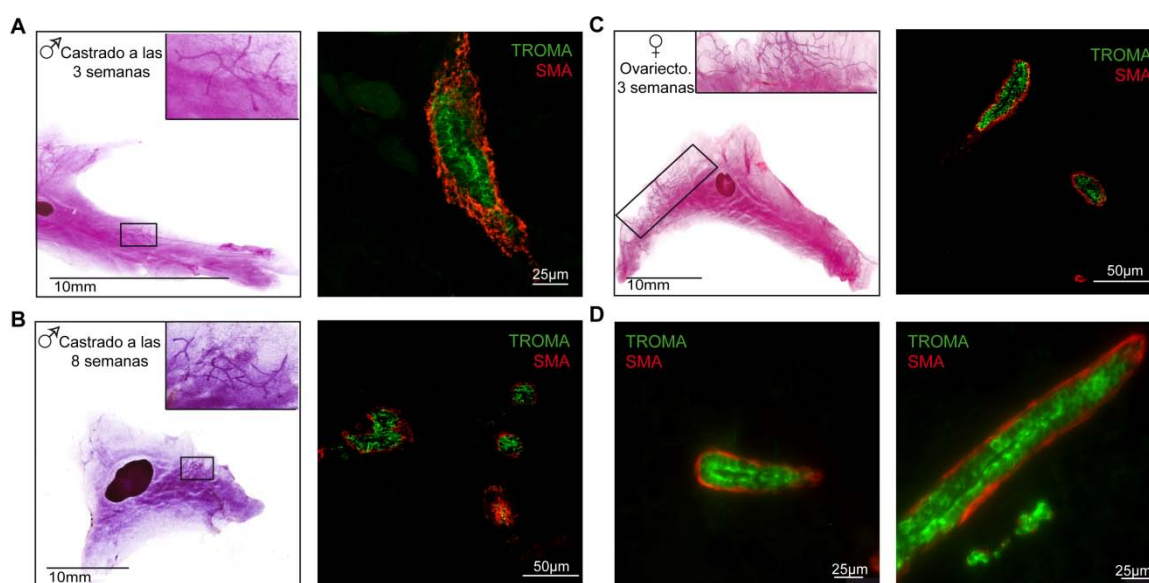 A
♂ Castrado a las
3 semanas
10mm
TROMA
SMA
25µm
B
♂ Castrado a las
8 semanas
10mm
TROMA
SMA
50µm
C
♀
Ovariecto.
3 semanas
10mm
TROMA
SMA
50µm
D
TROMA
SMA
25µm
TROMA
SMA
25µm